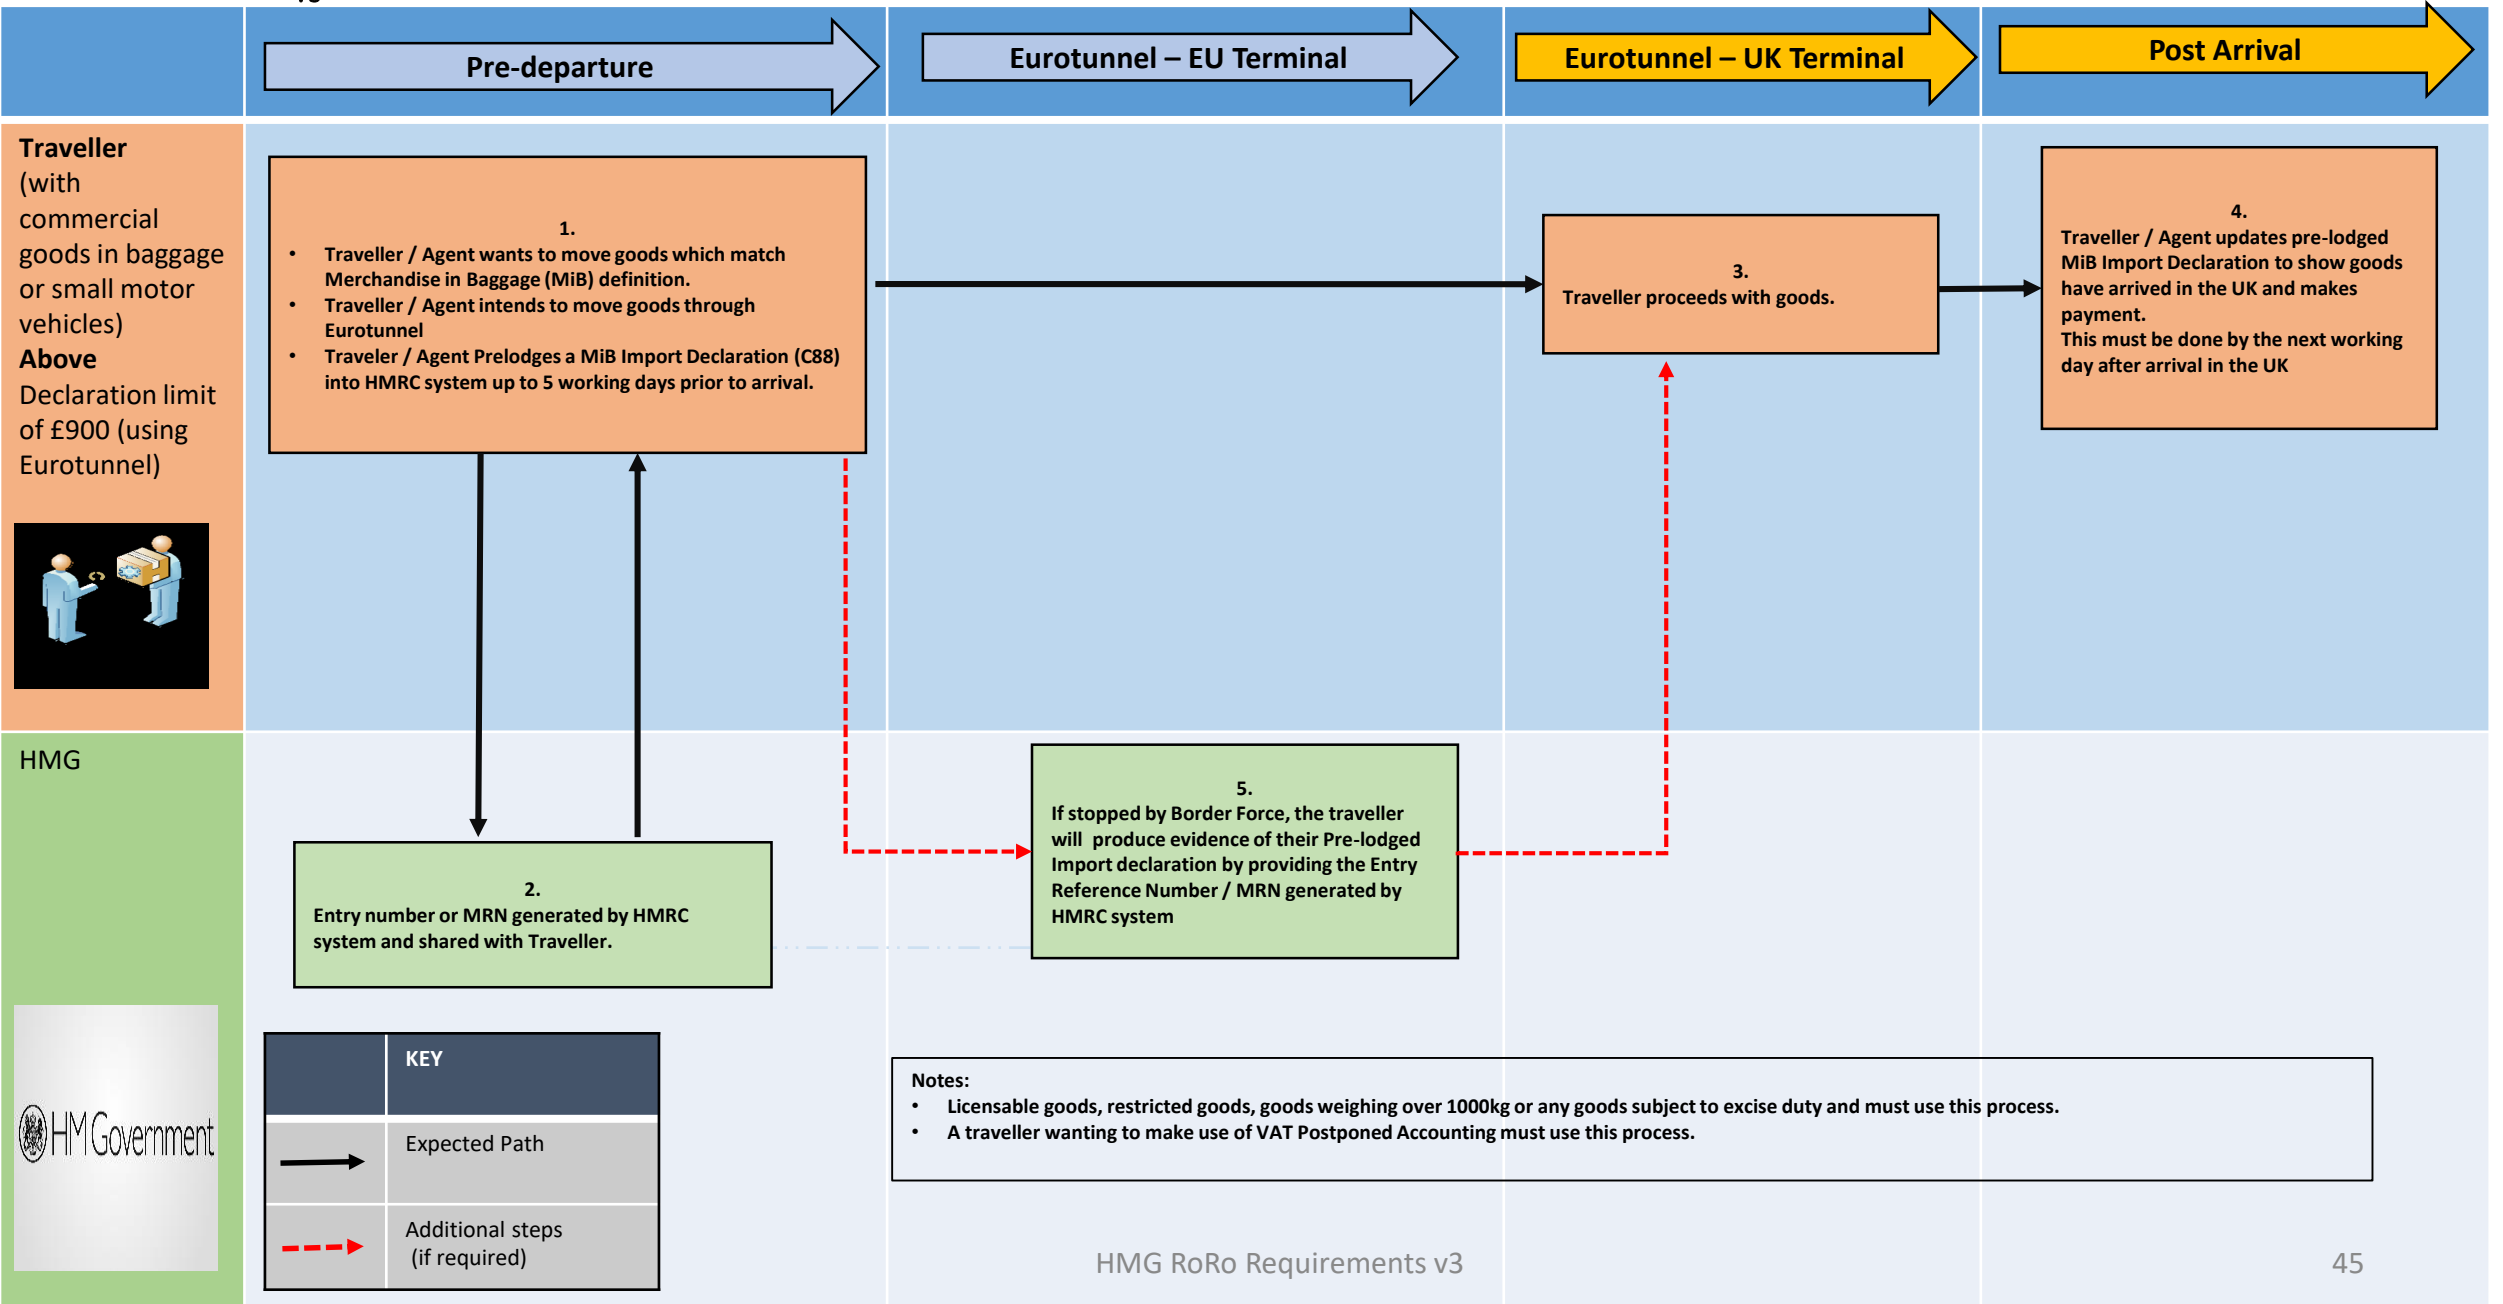 Pre-departure
Eurotunnel – EU Terminal
Eurotunnel – UK Terminal
Post Arrival
Traveller
(with
commercial
goods in baggage
or small motor
vehicles)
Above
Declaration limit
of £900 (using
Eurotunnel)
1.
• Traveller / Agent wants to move goods which match
Merchandise in Baggage (MiB) definition.
• Traveller / Agent intends to move goods through
Eurotunnel
• Traveler / Agent Prelodges a MiB Import Declaration (C88)
into HMRC system up to 5 working days prior to arrival.
3.
Traveller proceeds with goods.
4.
Traveller / Agent updates pre-lodged
MiB Import Declaration to show goods
have arrived in the UK and makes
payment.
This must be done by the next working
day after arrival in the UK
HMG
2.
Entry number or MRN generated by HMRC
system and shared with Traveller.
5.
If stopped by Border Force, the traveller
will produce evidence of their Pre-lodged
Import declaration by providing the Entry
Reference Number / MRN generated by
HMRC system
HM Government
KEY
Expected Path
Additional steps
(if required)
Notes:
• Licensable goods, restricted goods, goods weighing over 1000kg or any goods subject to excise duty and must use this process.
• A traveller wanting to make use of VAT Postponed Accounting must use this process.
HMG RoRo Requirements v3
45